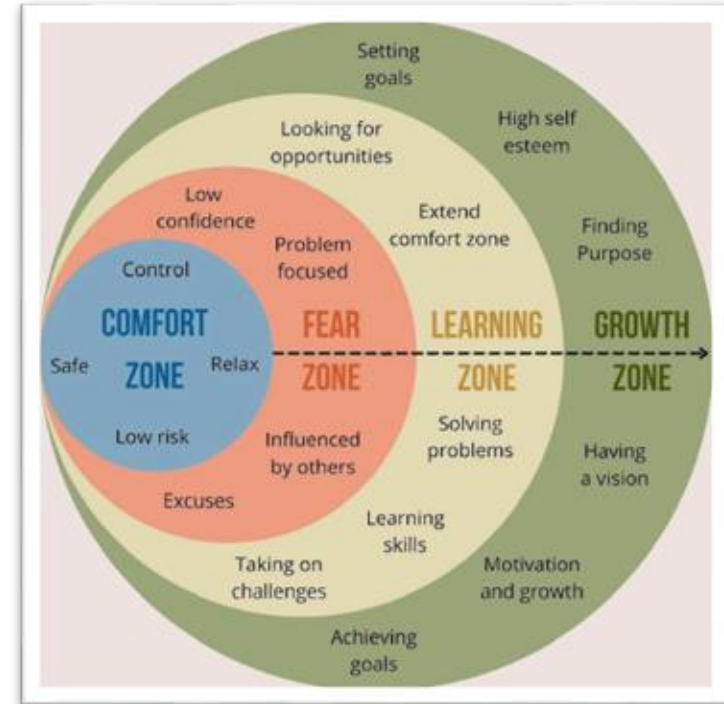 Setting
goals
High self
esteem
Looking for
opportunities
Low
confidence
Extend
comfort zone
Finding
Purpose
Problem
focused
Control
COMFORT
ZONE
Safe
Relax
Low risk
FEAR
ZONE
LEARNING
ZONE
GROWTH
ZONE
Influenced
by others
Excuses
Solving
problems
Having
a vision
Learning
skills
Taking on
challenges
Motivation
and growth
Achieving
goals